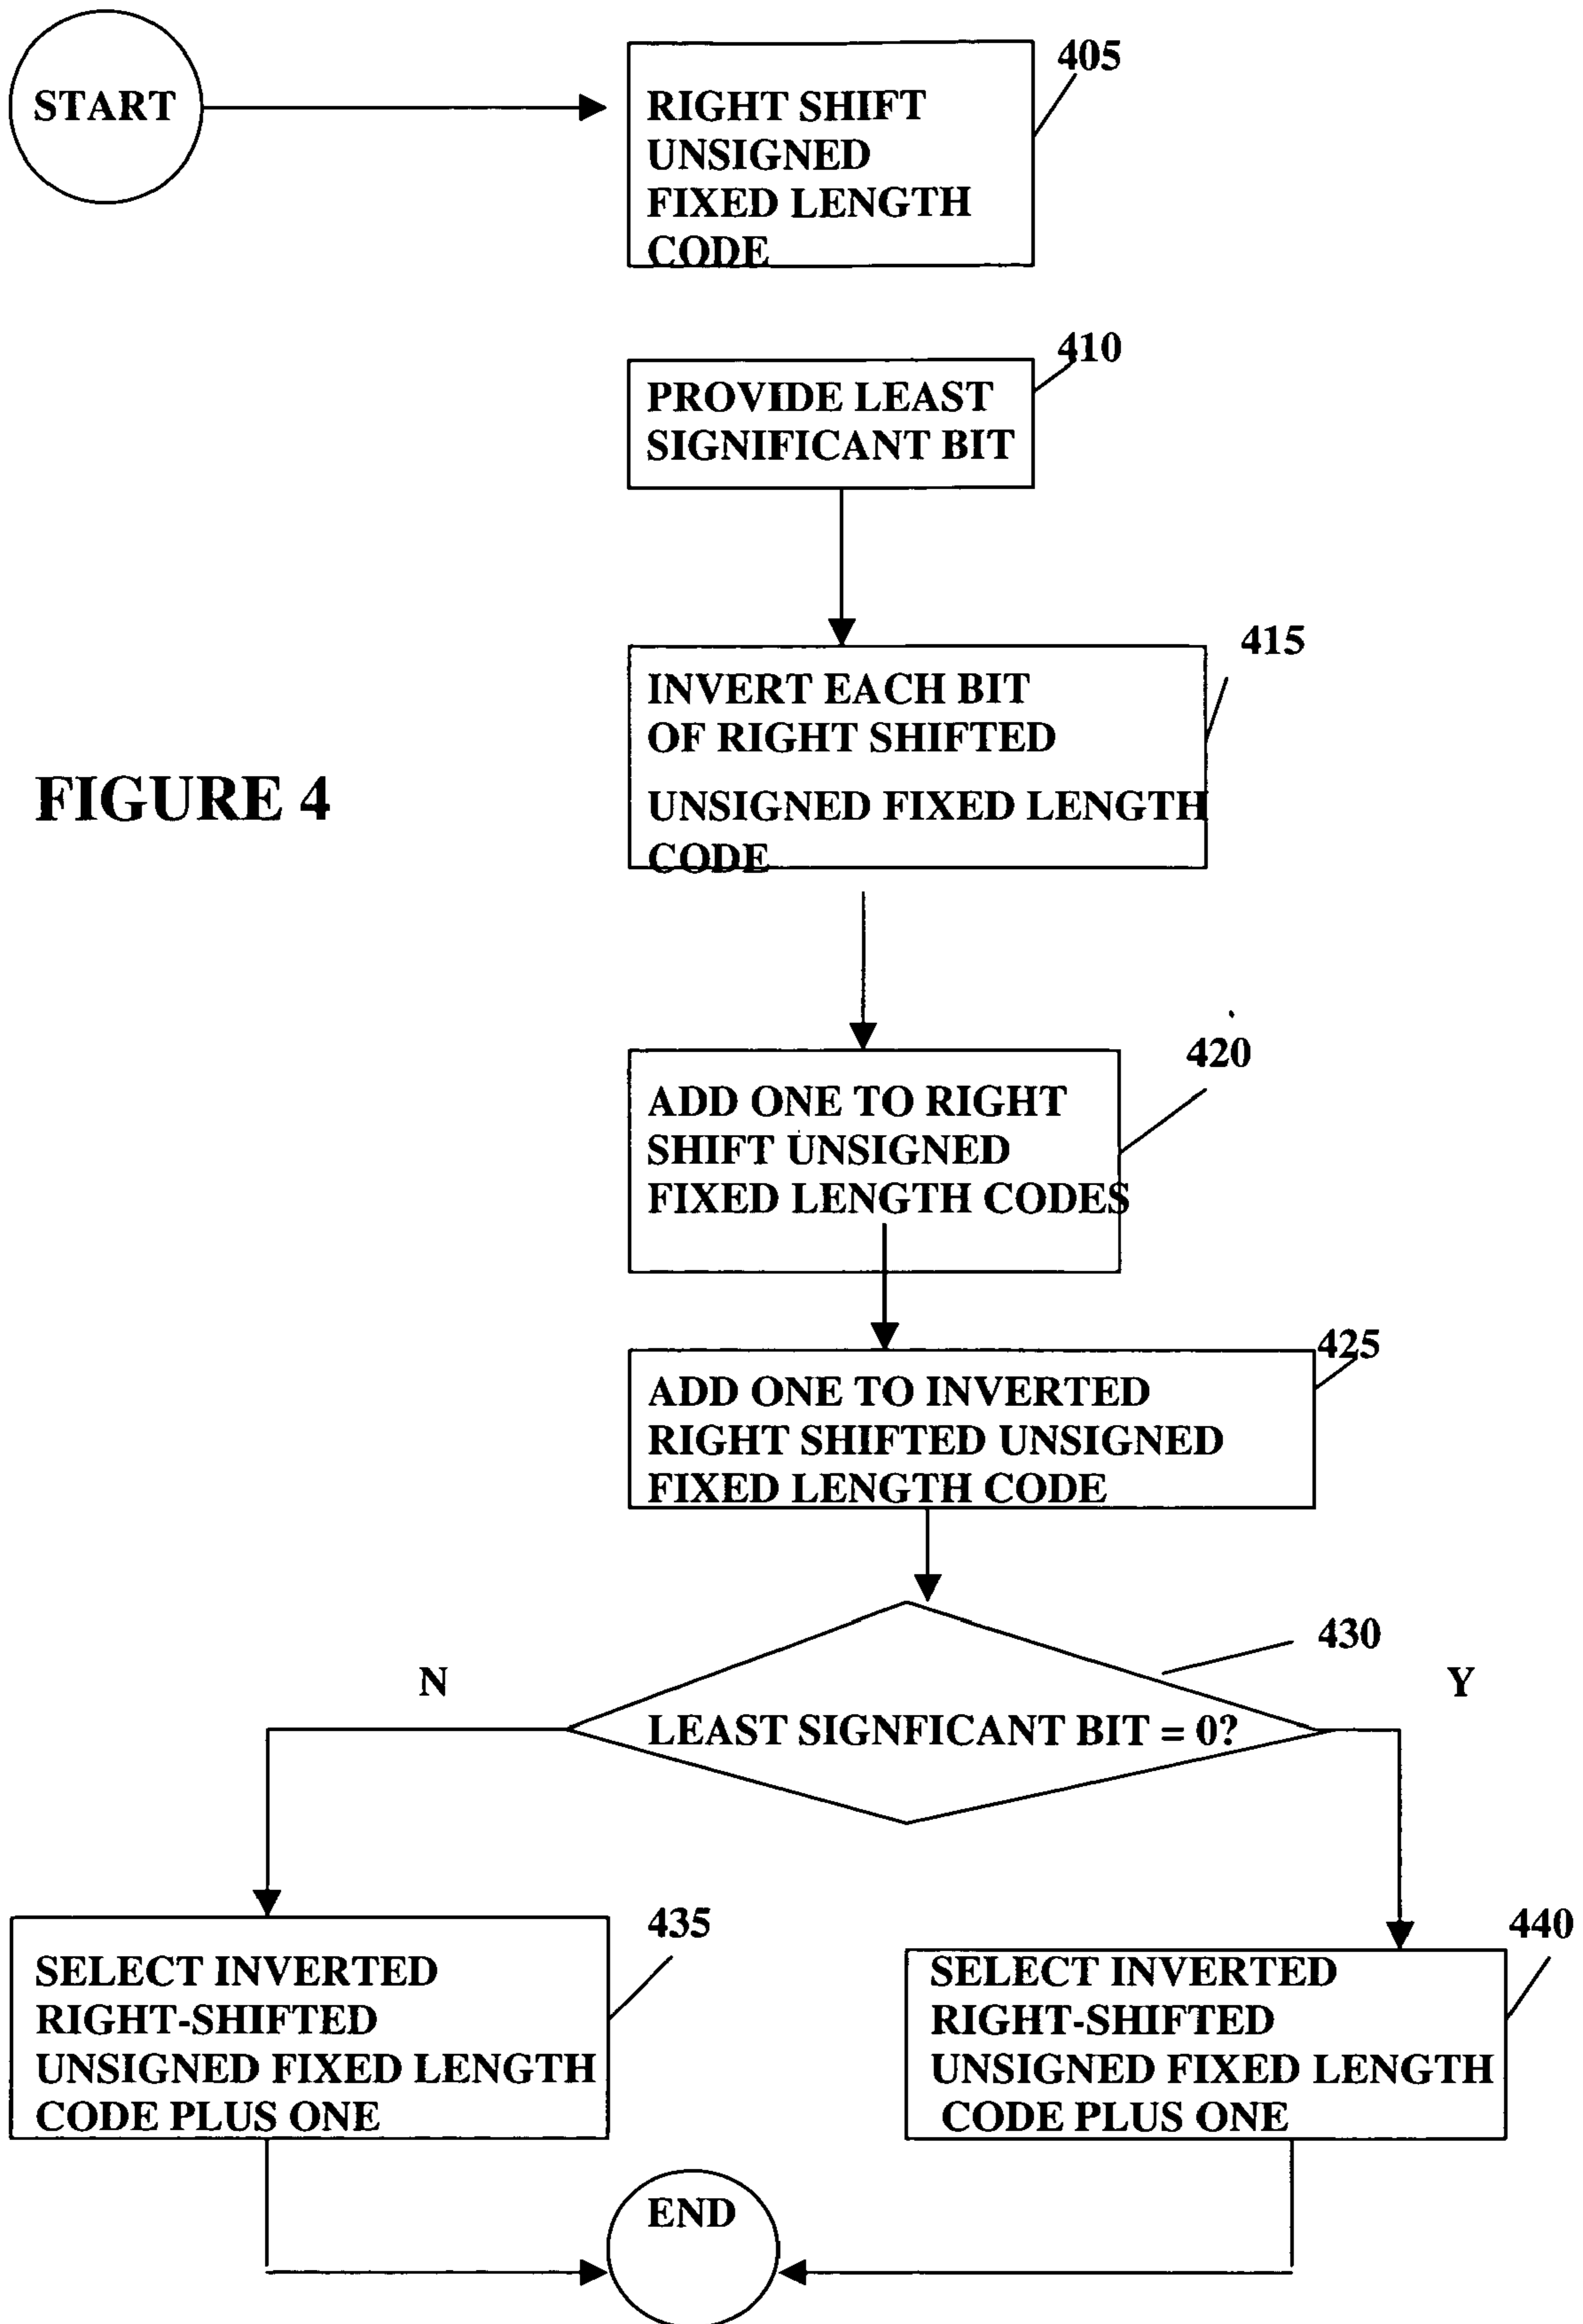 START
405
RIGHT SHIFT
UNSIGNED
FIXED LENGTH
CODE
410
PROVIDE LEAST
SIGNIFICANT BIT
415
INVERT EACH BIT
OF RIGHT SHIFTED
UNSIGNED FIXED LENGTH
CODE
FIGURE 4
420
ADD ONE TO RIGHT
SHIFT UNSIGNED
FIXED LENGTH CODES
425
ADD ONE TO INVERTED
RIGHT SHIFTED UNSIGNED
FIXED LENGTH CODE
430
N
Y
LEAST SIGNFICANT BIT = 0?
435
SELECT INVERTED
RIGHT-SHIFTED
UNSIGNED FIXED LENGTH
CODE PLUS ONE
440
SELECT INVERTED
RIGHT-SHIFTED
UNSIGNED FIXED LENGTH
CODE PLUS ONE
END